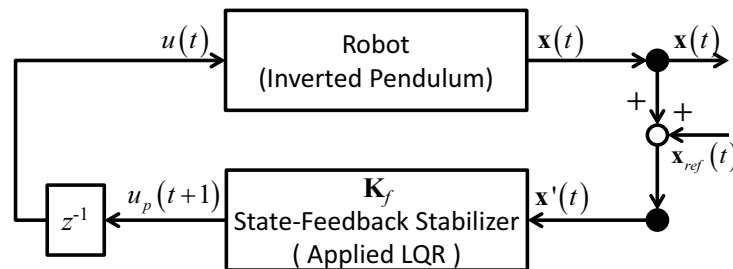 u(t)
Robot
(Inverted Pendulum)
x(t)
x(t)
+
+
x_ref(t)
z⁻¹
u_p(t+1)
K_f
State-Feedback Stabilizer
( Applied LQR )
x'(t)